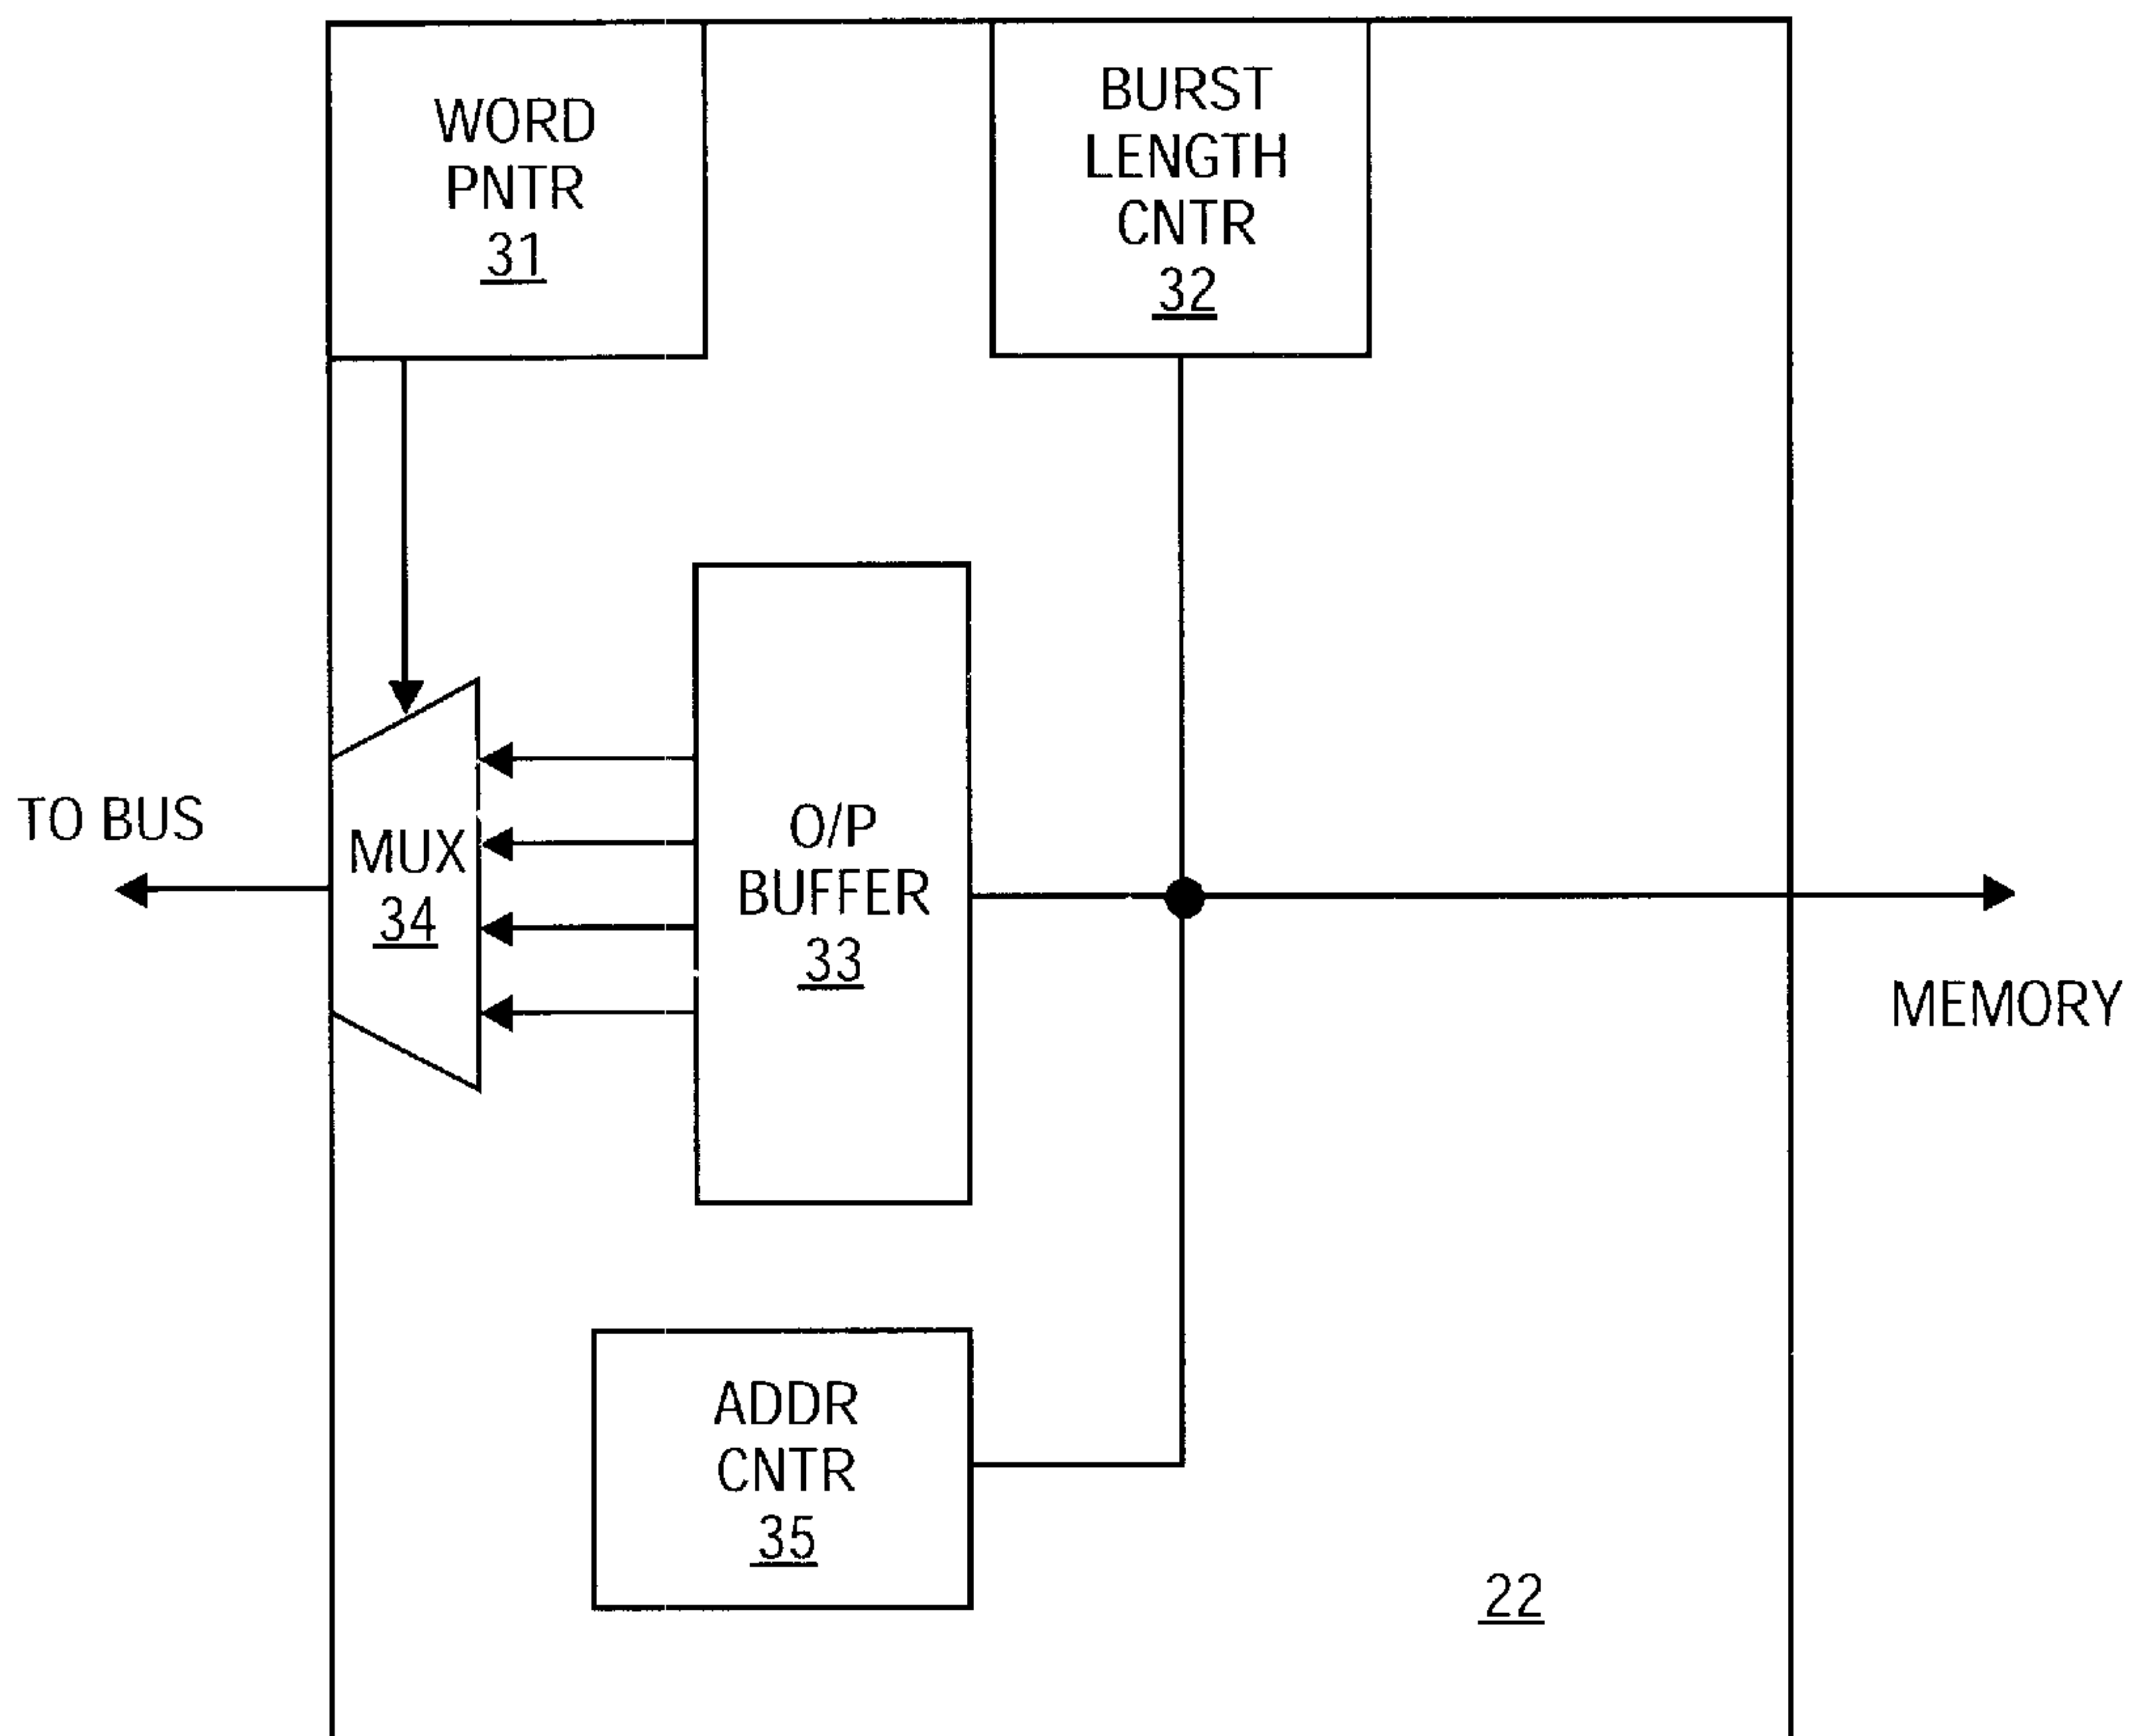 WORD
PNTR
31
BURST
LENGTH
CNTR
32
TO BUS
MUX
34
O/P
BUFFER
33
MEMORY
ADDR
CNTR
35
22